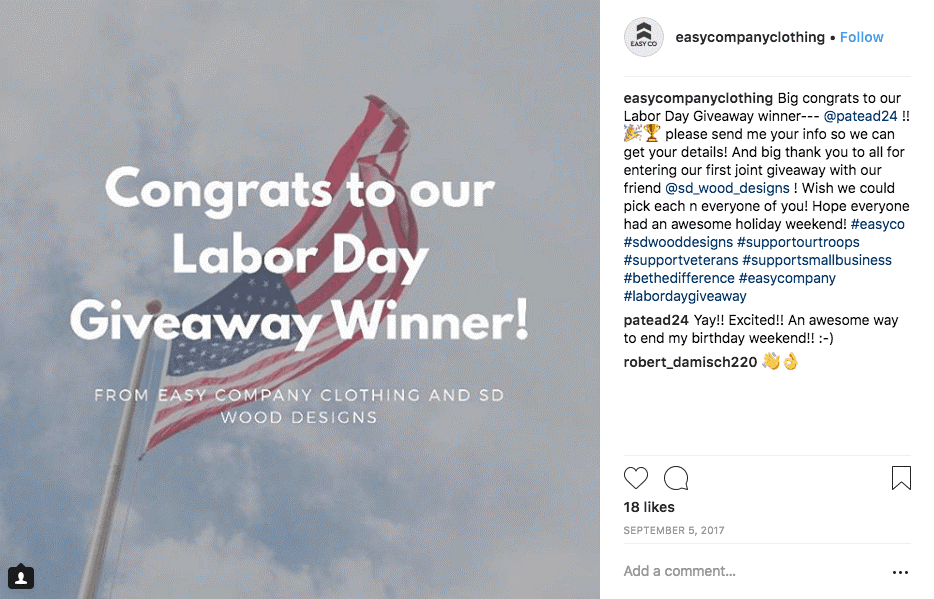 Congrats to our
Labor Day
Giveaway Winner!
FROM EASY COMPANY CLOTHING AND SD
WOOD DESIGNS
EASY CO
easycompanyclothing • Follow
easycompanyclothing Big congrats to our
Labor Day Giveaway winner--- @patead24 !!
🎉🏆 please send me your info so we can
get your details! And big thank you to all for
entering our first joint giveaway with our
friend @sd_wood_designs ! Wish we could
pick each n everyone of you! Hope everyone
had an awesome holiday weekend! #easyco
#sdwooddesigns #supportourtroops
#supportveterans #supportsmallbusiness
#bethedifference #easycompany
#labordaygiveaway
patead24 Yay!! Excited!! An awesome way
to end my birthday weekend!! :-)
robert_damisch220 👋👌
18 likes
SEPTEMBER 5, 2017
Add a comment...